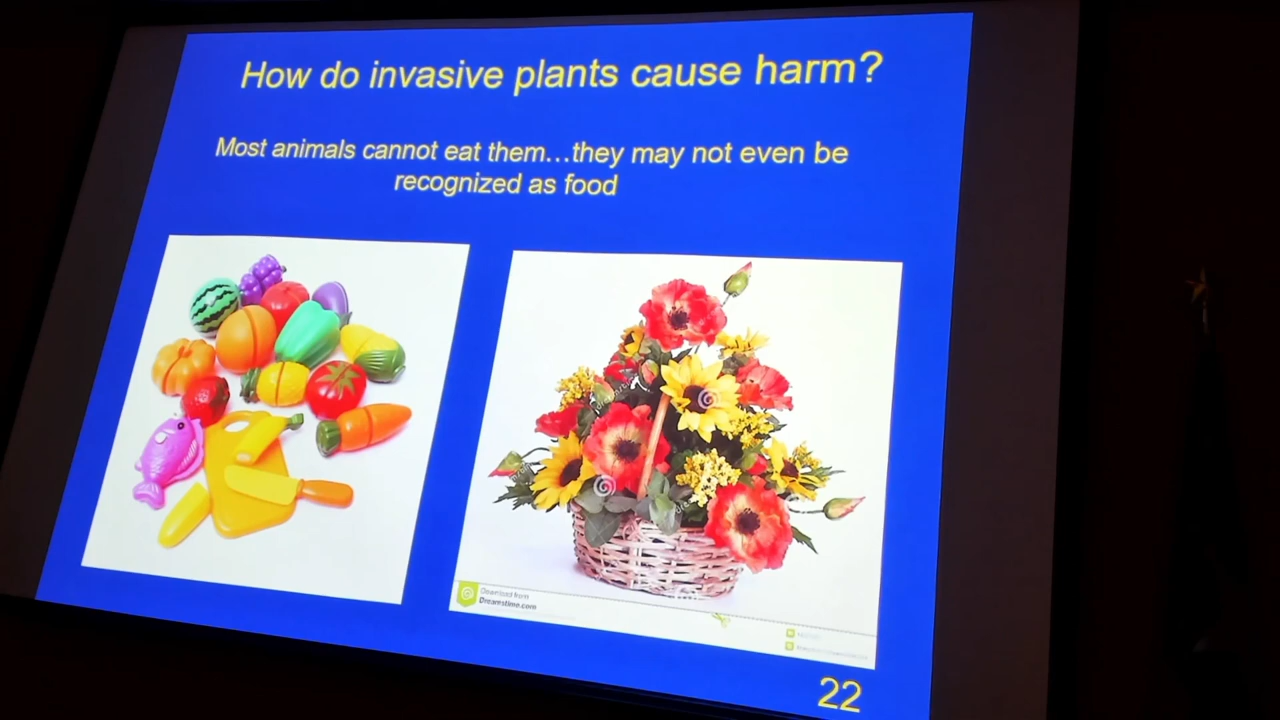 How do invasive plants cause harm?
Most animals cannot eat them…they may not even be
recognized as food
Download from
Dreamstime.com
22